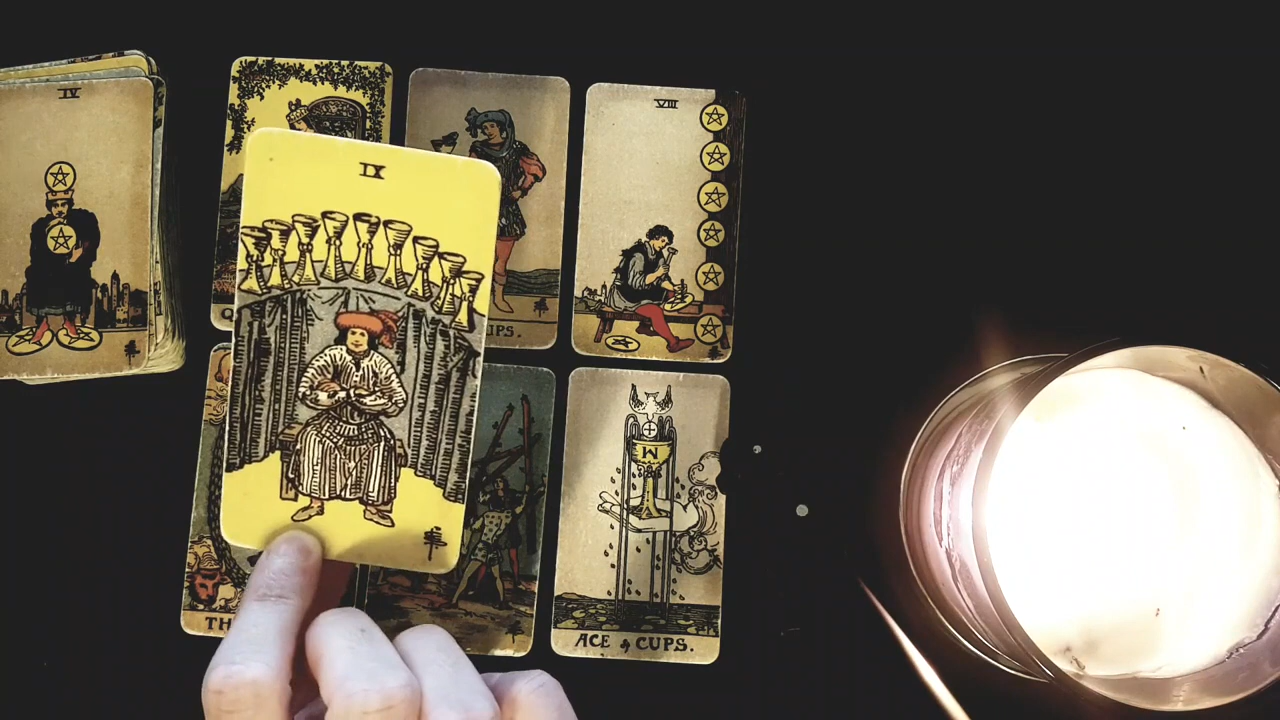 IV
VIII
IX
Q
UPS.
TH
M
ACE of CUPS.